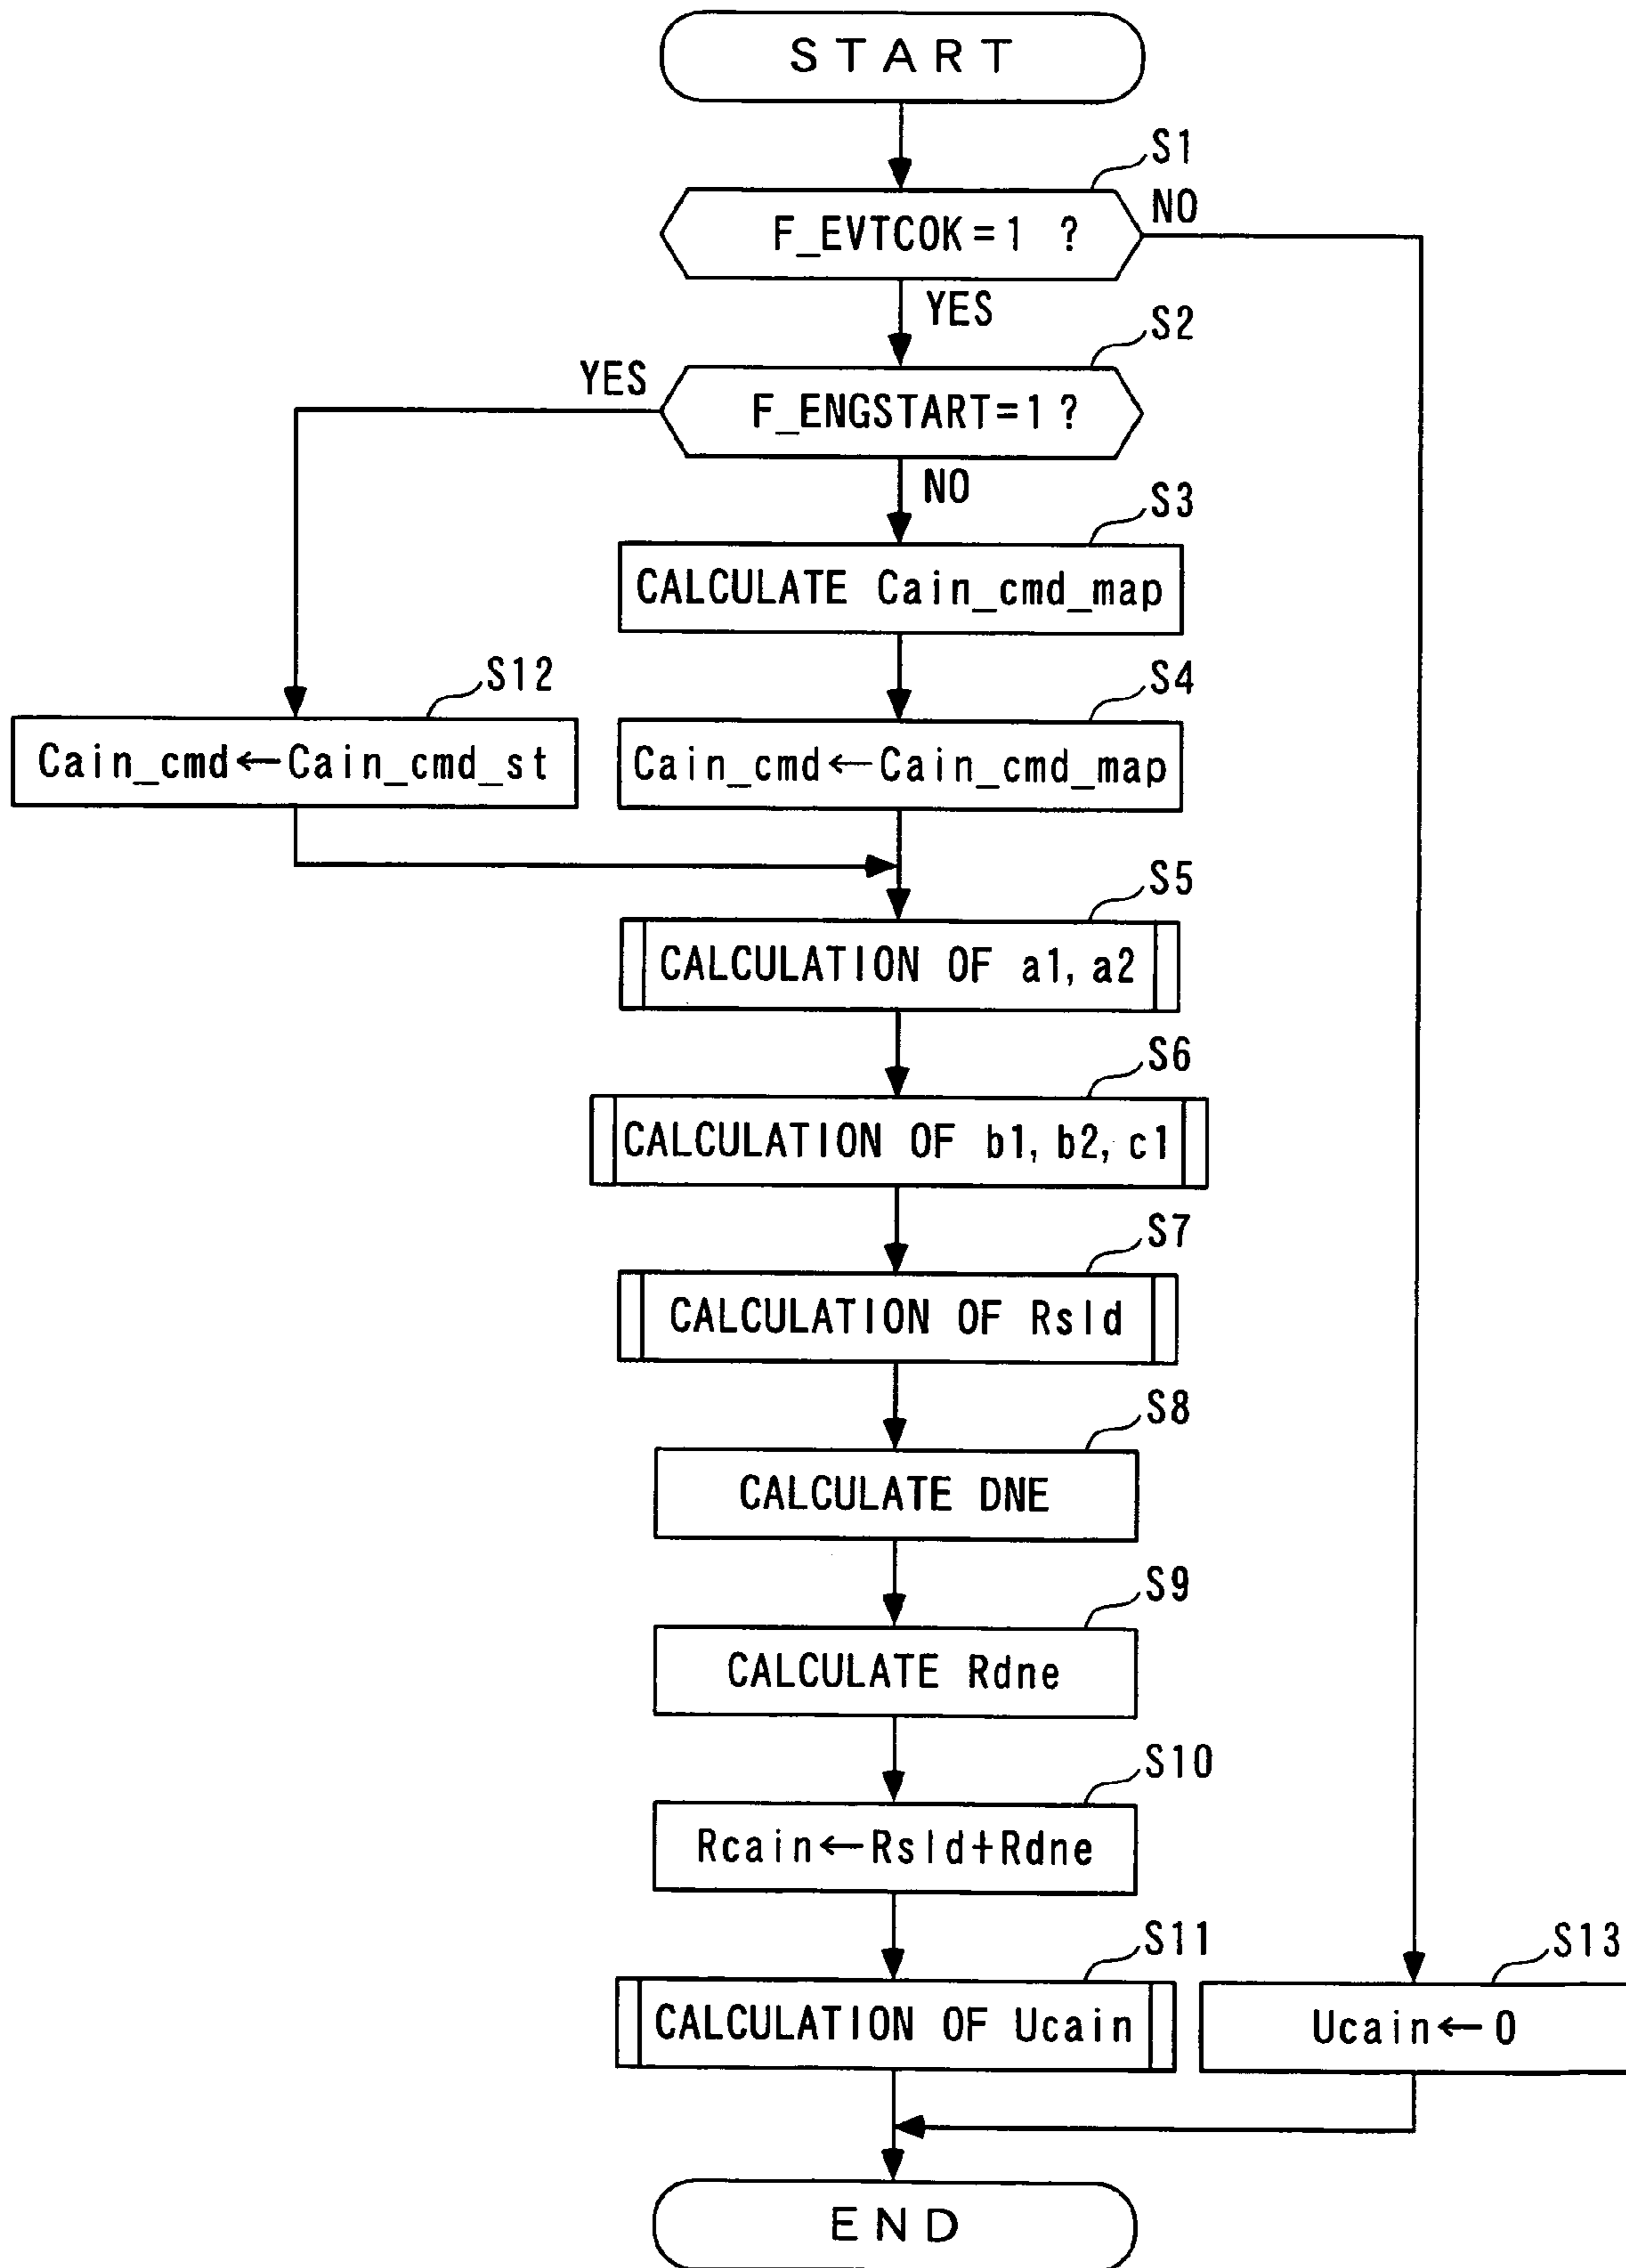 START
S1
F_EVTCOK=1 ?
NO
YES
S2
YES
F_ENGSTART=1?
NO
S3
CALCULATE Cain_cmd_map
S12
S4
Cain_cmd←Cain_cmd_st
Cain_cmd←Cain_cmd_map
S5
CALCULATION OF a1, a2
S6
CALCULATION OF b1, b2, c1
S7
CALCULATION OF Rsld
S8
CALCULATE DNE
S9
CALCULATE Rdne
S10
Rcain←Rsld+Rdne
S11
S13
CALCULATION OF Ucain
Ucain←0
END